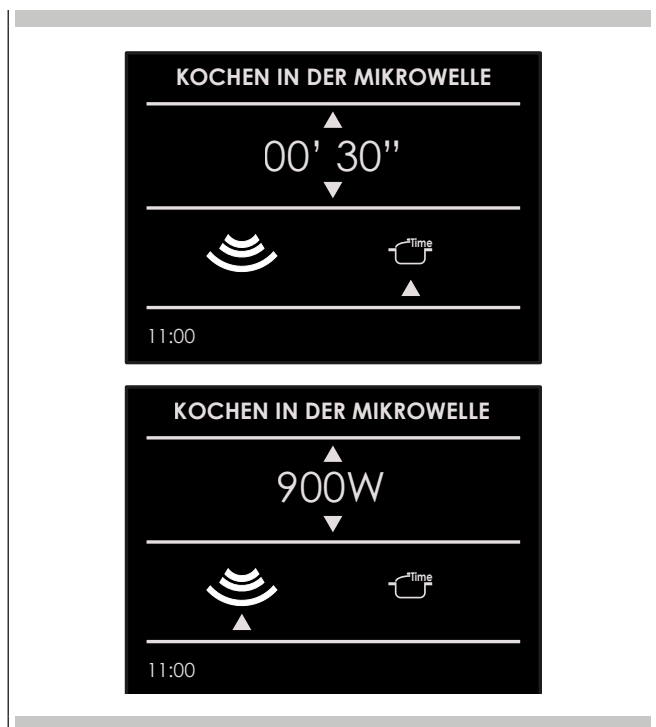 KOCHEN IN DER MIKROWELLE
00’ 30’’
Time
11:00
KOCHEN IN DER MIKROWELLE
900W
Time
11:00